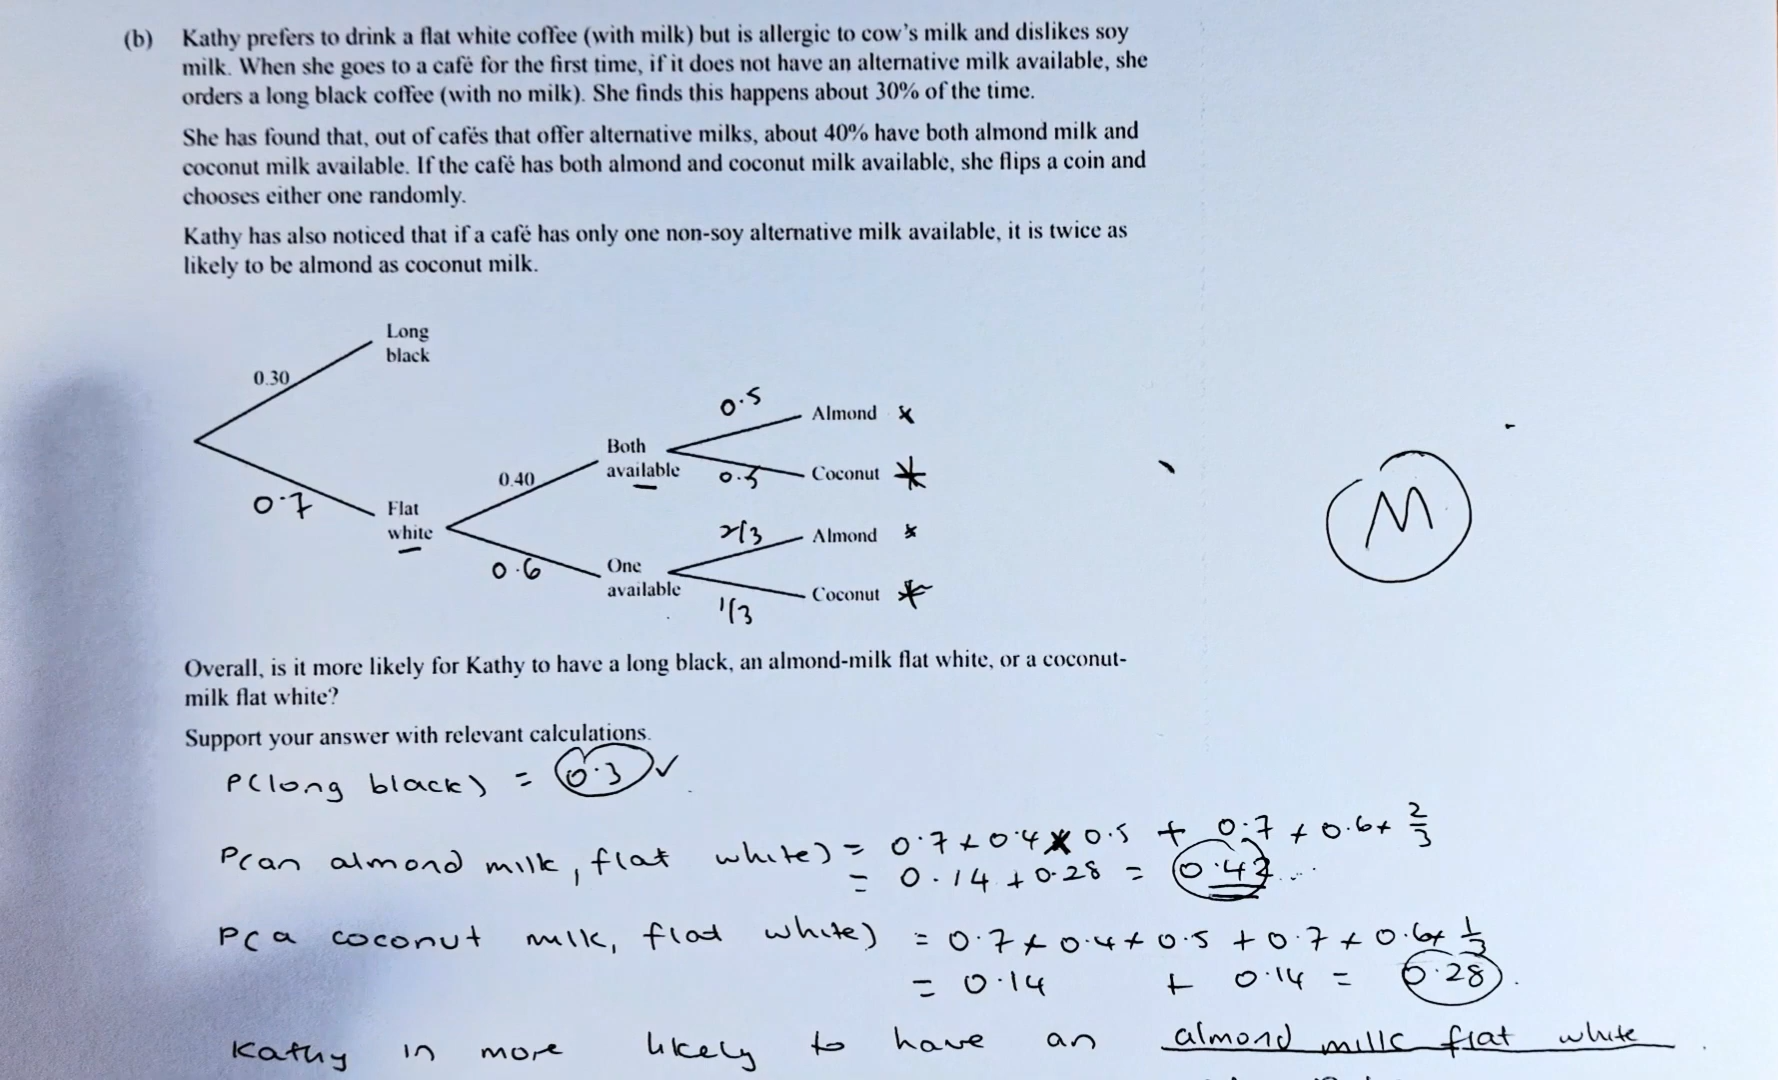 (b) Kathy prefers to drink a flat white coffee (with milk) but is allergic to cow's milk and dislikes soy
milk. When she goes to a café for the first time, if it does not have an alternative milk available, she
orders a long black coffee (with no milk). She finds this happens about 30% of the time.
She has found that, out of cafés that offer alternative milks, about 40% have both almond milk and
coconut milk available. If the café has both almond and coconut milk available, she flips a coin and
chooses either one randomly.
Kathy has also noticed that if a café has only one non-soy alternative milk available, it is twice as
likely to be almond as coconut milk.
Long
black
0.30
0.5
Almond
Both
available
0.40
0.5
Coconut
0.7
Flat
white
2/3
Almond
0.6
One
available
1/3
Coconut
M
Overall, is it more likely for Kathy to have a long black, an almond-milk flat white, or a coconut-
milk flat white?
Support your answer with relevant calculations.
P(long black) = 0.3 ✓
P(an almond milk, flat white) = 0.7 × 0.4 × 0.5 + 0.7 × 0.6 × 2/3
= 0.14 + 0.28 = 0.42
P(a coconut milk, flat white) = 0.7 × 0.4 × 0.5 + 0.7 × 0.6 × 1/3
= 0.14 + 0.14 = 0.28.
Kathy in more likely to have an almond milk flat white.